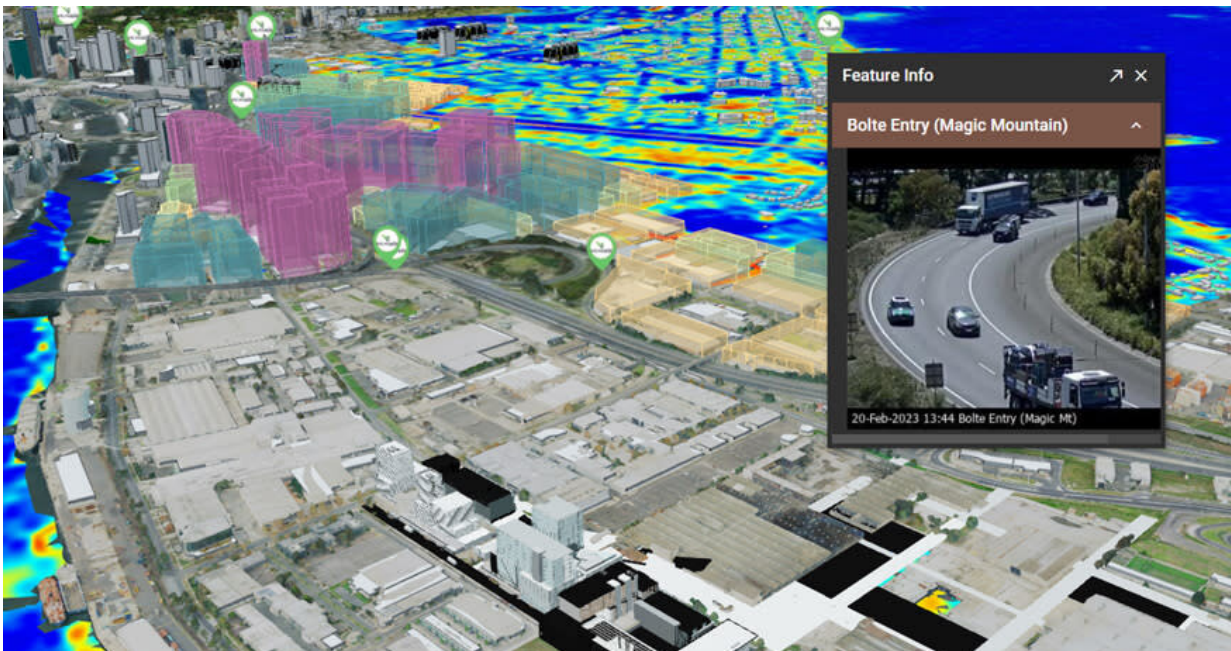 Feature Info
Bolte Entry (Magic Mountain)
20-Feb-2023 13:44 Bolte Entry (Magic Mt)